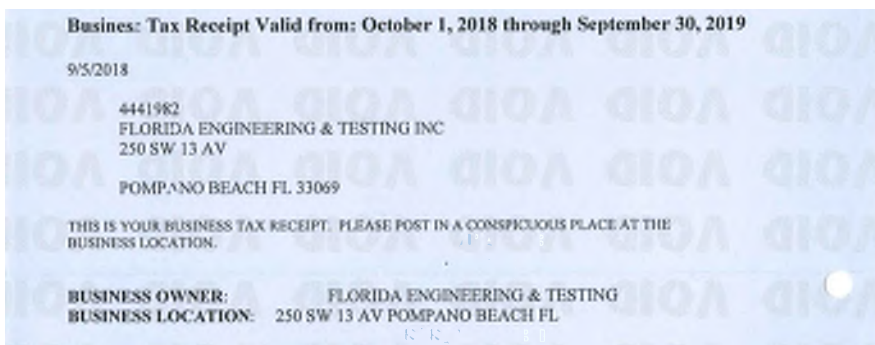 Busines: Tax Receipt Valid from: October 1, 2018 through September 30, 2019
9/5/2018
4441982
FLORIDA ENGINEERING & TESTING INC
250 SW 13 AV
POMPANO BEACH FL 33069
THIS IS YOUR BUSINESS TAX RECEIPT. PLEASE POST IN A CONSPICUOUS PLACE AT THE
BUSINESS LOCATION.
BUSINESS OWNER: FLORIDA ENGINEERING & TESTING
BUSINESS LOCATION: 250 SW 13 AV POMPANO BEACH FL
VOID